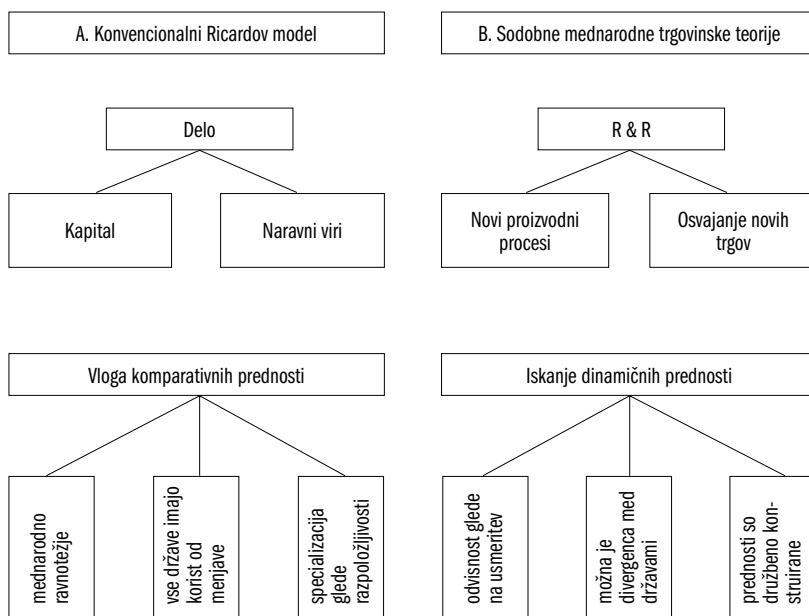 A. Konvencionalni Ricardov model
Delo
Kapital
Naravni viri
Vloga komparativnih prednosti
mednarodno
ravnotežje
vse države imajo
korist od
menjave
specializacija
glede
razpoložljivosti
B. Sodobne mednarodne trgovinske teorije
R & R
Novi proizvodni
procesi
Osvajanje novih
trgov
Iskanje dinamičnih prednosti
odvisnost glede
na usmeritev
možna je
divergenca med
državami
prednosti so
družbeno kon-
struirane